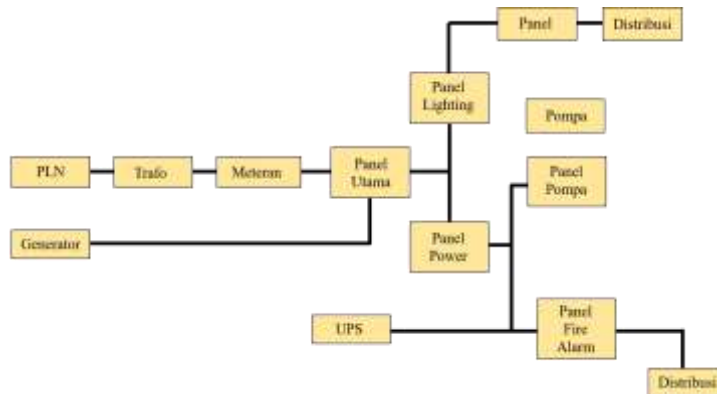 Panel
Distribusi
Panel
Lighting
Pompa
PLN
Trafo
Meteran
Panel
Utama
Panel
Pompa
Generator
Panel
Power
UPS
Panel
Fire
Alarm
Distribusi